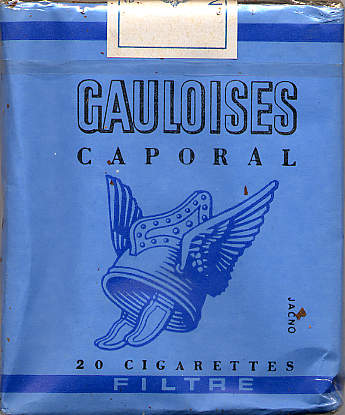 GAULOISES
CAPORAL
JACNO
20 CIGARETTES
FILTRE